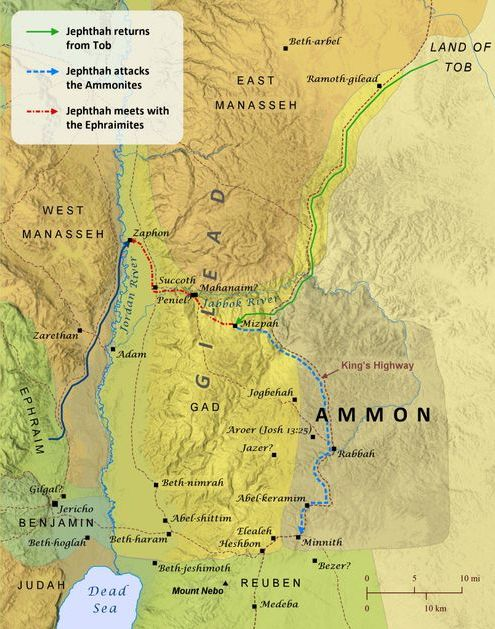 Jephthah returns
from Tob
Jephthah attacks
the Ammonites
Jephthah meets with
the Ephraimites
Beth-arbel
LAND OF
TOB
Ramoth-gilead
EAST
MANASSEH
WEST
MANASSEH
Zaphon
GILEAD
Jordan River
Succoth
Mahanaim?
Peniel?
Jabbok River
Mizpah
Zarethan
Adam
King's Highway
EPHRAIM
Jogbehah
GAD
AMMON
Aroer (Josh 13:25)
Jazer?
Rabbah
Beth-nimrah
Gilgal?
Jericho
Abel-keramim
BENJAMIN
Abel-shittim
Beth-hoglah
Beth-haram
Elealeh
Heshbon
Minnith
Beth-jeshimoth
Bezer?
JUDAH
Dead
Sea
Mount Nebo
REUBEN
Medeba
0 5 10 mi
0 10 km